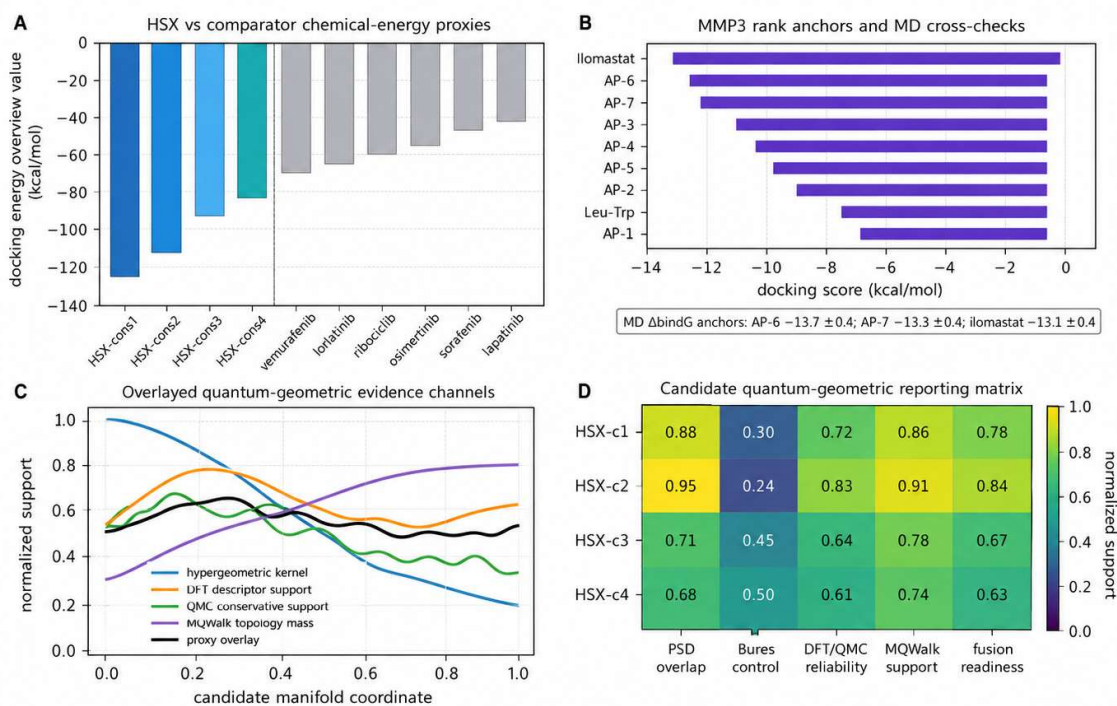 A
HSX vs comparator chemical-energy proxies
docking energy overview value
(kcal/mol)
0
−20
−40
−60
−80
−100
−120
−140
HSX-cons1
HSX-cons2
HSX-cons3
HSX-cons4
vemurafenib
lorlatinib
ribociclib
osimertinib
sorafenib
lapatinib
B
MMP3 rank anchors and MD cross-checks
Ilomastat
AP-6
AP-7
AP-3
AP-4
AP-5
AP-2
Leu-Trp
AP-1
−14 −12 −10 −8 −6 −4 −2 0
docking score (kcal/mol)
MD ΔbindG anchors: AP-6 −13.7 ±0.4; AP-7 −13.3 ±0.4; ilomastat −13.1 ±0.4
C
Overlayed quantum-geometric evidence channels
normalized support
1.0
0.8
0.6
0.4
0.2
0.0
hypergeometric kernel
DFT descriptor support
QMC conservative support
MQWalk topology mass
proxy overlay
0.0 0.2 0.4 0.6 0.8 1.0
candidate manifold coordinate
D
Candidate quantum-geometric reporting matrix
HSX-c1 0.88 0.30 0.72 0.86 0.78
HSX-c2 0.95 0.24 0.83 0.91 0.84
HSX-c3 0.71 0.45 0.64 0.78 0.67
HSX-c4 0.68 0.50 0.61 0.74 0.63
PSD
overlap
Bures
control
DFT/QMC
reliability
MQWalk
support
fusion
readiness
1.0
0.8
0.6
0.4
0.2
0.0
normalized support